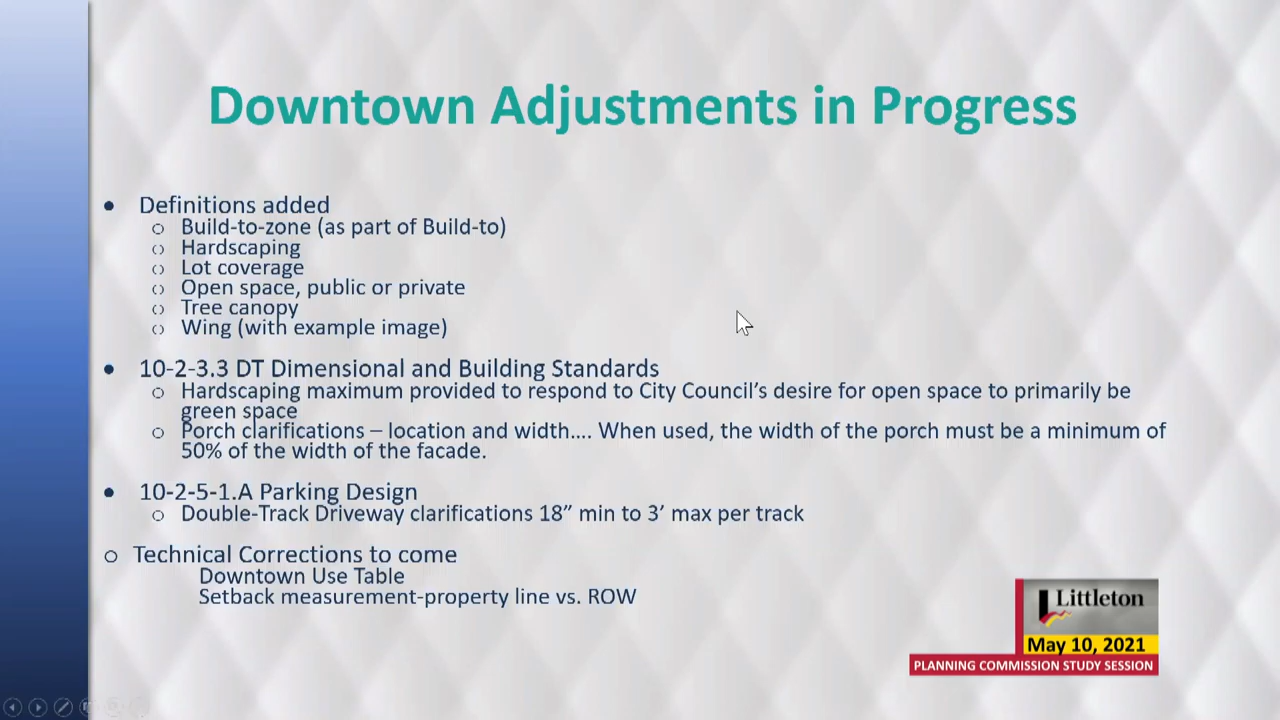 Downtown Adjustments in Progress
• Definitions added
○ Build-to-zone (as part of Build-to)
○ Hardscaping
○ Lot coverage
○ Open space, public or private
○ Tree canopy
○ Wing (with example image)
• 10-2-3.3 DT Dimensional and Building Standards
○ Hardscaping maximum provided to respond to City Council’s desire for open space to primarily be
green space
○ Porch clarifications – location and width…. When used, the width of the porch must be a minimum of
50% of the width of the facade.
• 10-2-5-1.A Parking Design
○ Double-Track Driveway clarifications 18” min to 3’ max per track
○ Technical Corrections to come
Downtown Use Table
Setback measurement-property line vs. ROW
Littleton
May 10, 2021
PLANNING COMMISSION STUDY SESSION